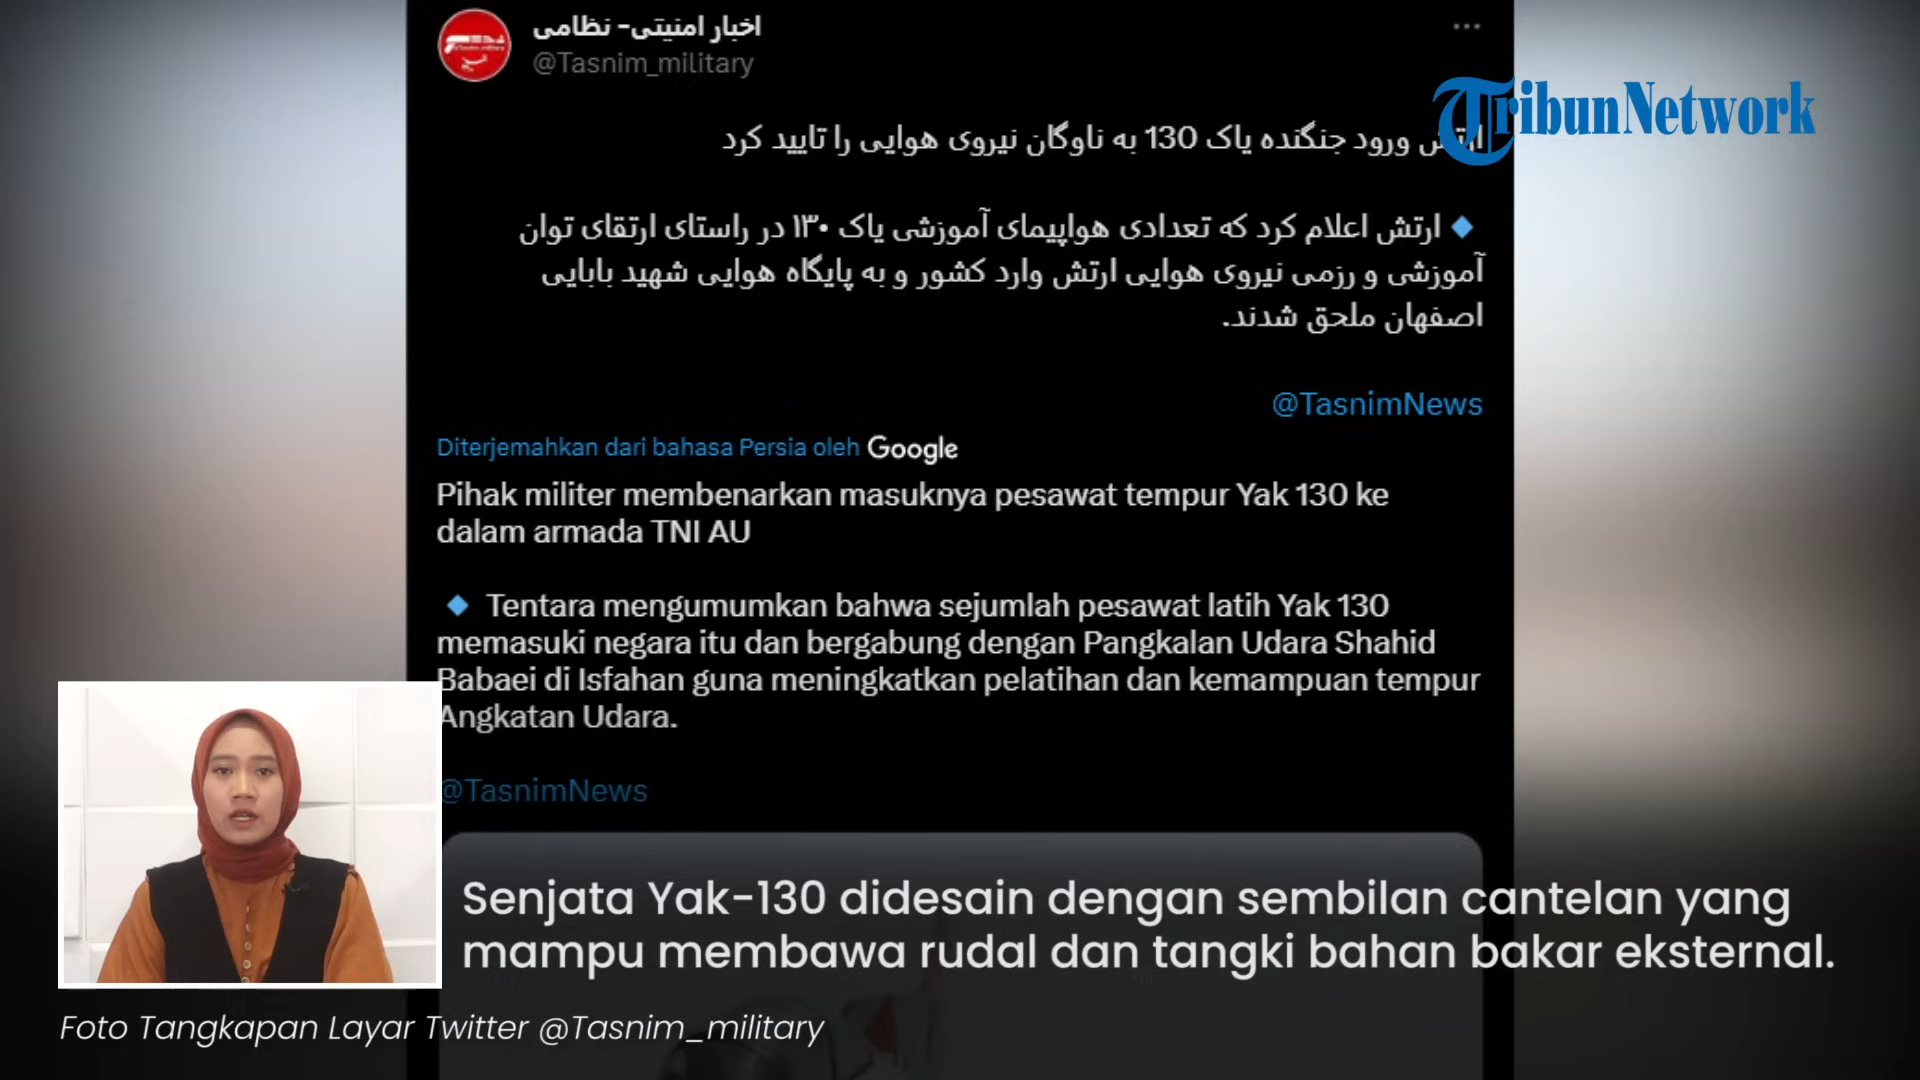 اخبار امنیتی- نظامی
@Tasnim_military
TribunNetwork
ارتش ورود جنگنده یاک 130 به ناوگان نیروی هوایی را تایید کرد
ارتش اعلام کرد که تعدادی هواپیمای آموزشی یاک ۱۳۰ در راستای ارتقای توان
آموزشی و رزمی نیروی هوایی ارتش وارد کشور و به پایگاه هوایی شهید بابایی
اصفهان ملحق شدند.
@TasnimNews
Diterjemahkan dari bahasa Persia oleh Google
Pihak militer membenarkan masuknya pesawat tempur Yak 130 ke
dalam armada TNI AU
Tentara mengumumkan bahwa sejumlah pesawat latih Yak 130
memasuki negara itu dan bergabung dengan Pangkalan Udara Shahid
Babaei di Isfahan guna meningkatkan pelatihan dan kemampuan tempur
Angkatan Udara.
@TasnimNews
Senjata Yak-130 didesain dengan sembilan cantelan yang
mampu membawa rudal dan tangki bahan bakar eksternal.
Foto Tangkapan Layar Twitter @Tasnim_military